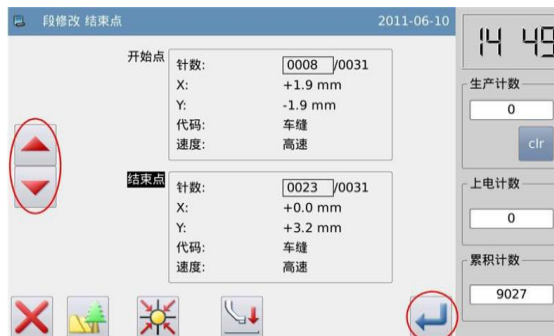 段修改 结束点 2011-06-10
14 49
开始点
针数: 0008 /0031
X: +1.9 mm
Y: -1.9 mm
代码: 车缝
速度: 高速
结束点
针数: 0023 /0031
X: +0.0 mm
Y: +3.2 mm
代码: 车缝
速度: 高速
生产计数
0
clr
上电计数
0
累积计数
9027